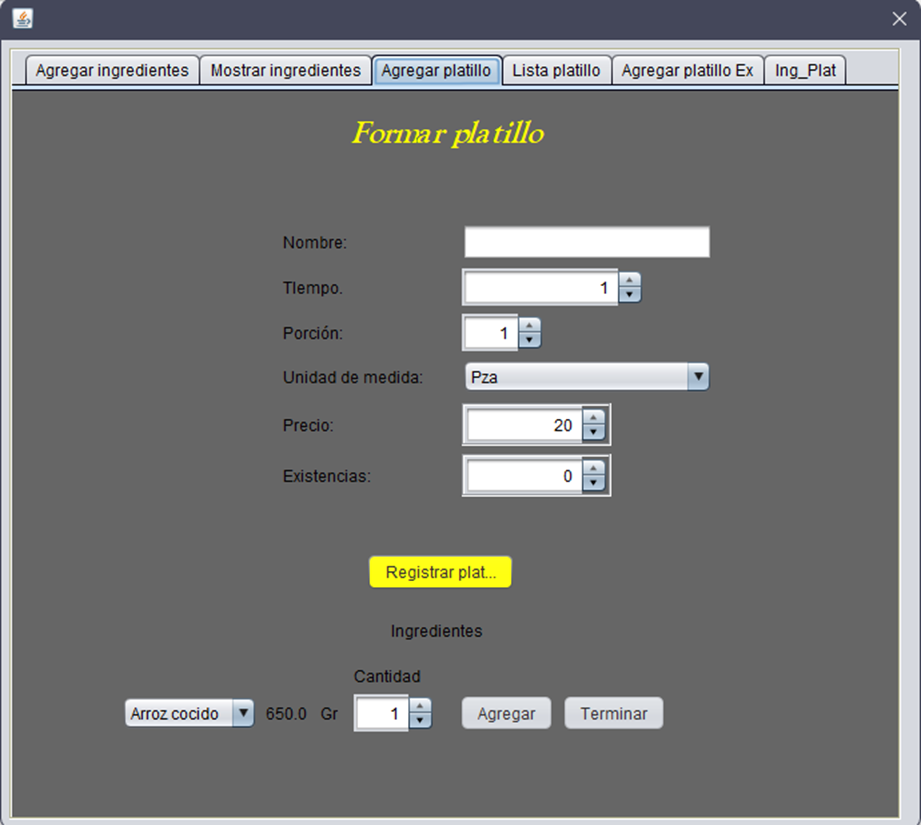 Agregar ingredientes Mostrar ingredientes Agregar platillo Lista platillo Agregar platillo Ex Ing_Plat
Formar platillo
Nombre:
TIempo. 1
Porción: 1
Unidad de medida: Pza
Precio: 20
Existencias: 0
Registrar plat...
Ingredientes
Cantidad
Arroz cocido 650.0 Gr 1 Agregar Terminar